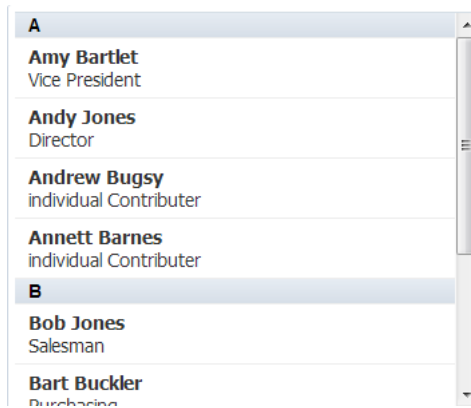 A
Amy Bartlet
Vice President
Andy Jones
Director
Andrew Bugsy
individual Contributer
Annett Barnes
individual Contributer
B
Bob Jones
Salesman
Bart Buckler
Purchasing